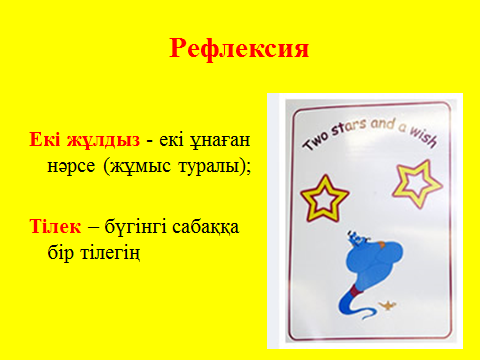 Рефлексия
Екі жұлдыз - екі ұнаған
нәрсе (жұмыс туралы);
Тілек – бүгінгі сабаққа
бір тілегің
Two stars and a wish